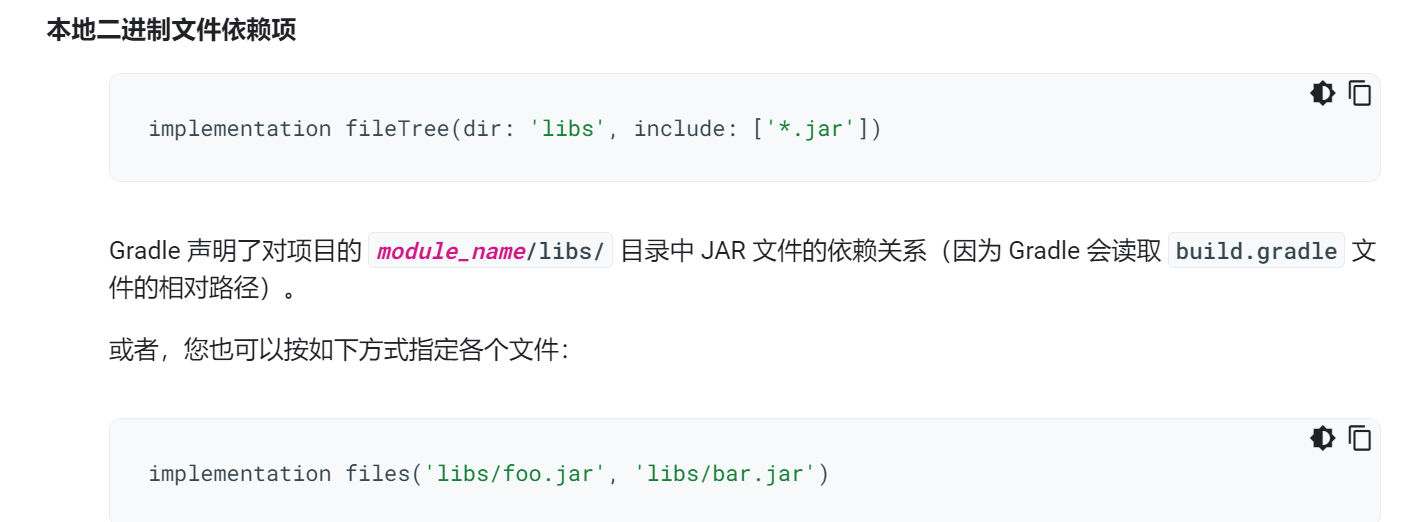 本地二进制文件依赖项
implementation fileTree(dir: 'libs', include: ['*.jar'])
Gradle 声明了对项目的 module_name/libs/ 目录中 JAR 文件的依赖关系（因为 Gradle 会读取 build.gradle 文
件的相对路径）。
或者，您也可以按如下方式指定各个文件：
implementation files('libs/foo.jar', 'libs/bar.jar')